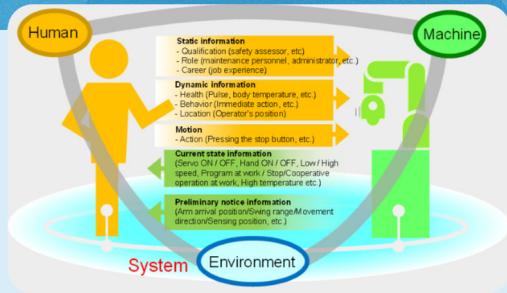 Human
Machine
Static information
- Qualification (safety assessor, etc)
- Role (maintenance personnel, administrator, etc.)
- Career (job experience)
Dynamic information
- Health (Pulse, body temperature, etc.)
- Behavior (Immediate action, etc.)
- Location (Operator's position)
Motion
- Action (Pressing the stop button, etc.)
Current state information
(Servo ON / OFF, Hand ON / OFF, Low / High
speed, Program at work / Stop/Cooperative
operation at work, High temperature etc.)
Preliminary notice information
(Arm arrival position/Swing range/Movement
direction/Sensing position, etc.)
System
Environment